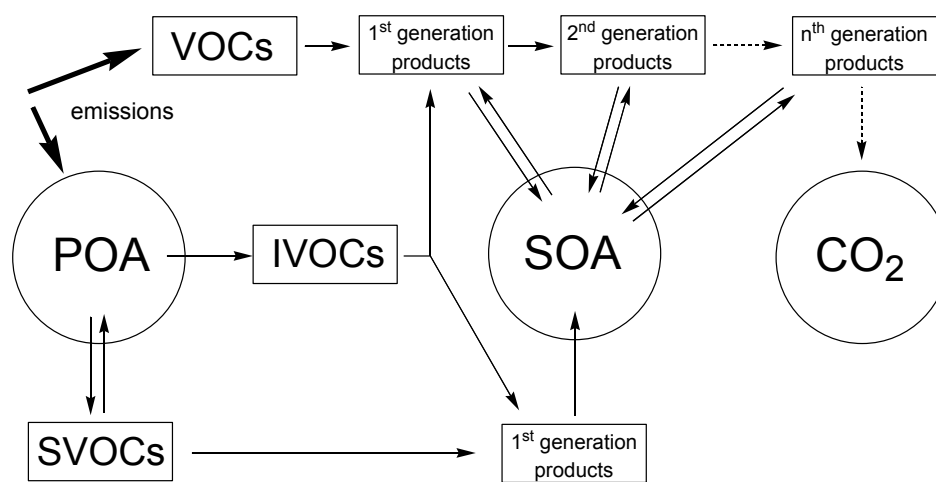 VOCs
1st generation
products
2nd generation
products
nth generation
products
emissions
POA
IVOCs
SOA
CO2
SVOCs
1st generation
products